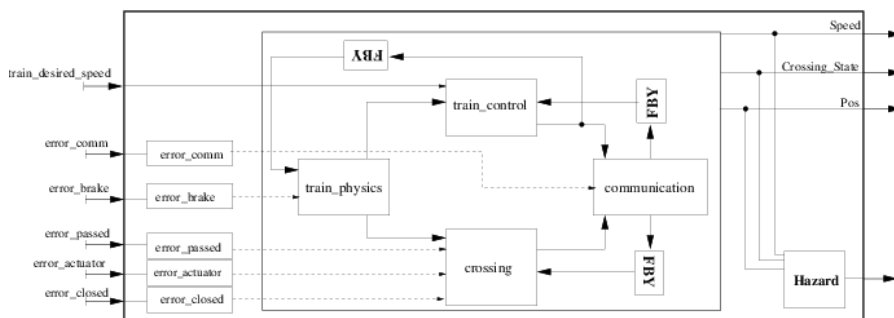 Speed
FBY
train_desired_speed
Crossing_State
train_control
FBY
Pos
error_comm
error_comm
error_brake
error_brake
train_physics
communication
error_passed
error_passed
error_actuator
error_actuator
crossing
FBY
Hazard
error_closed
error_closed